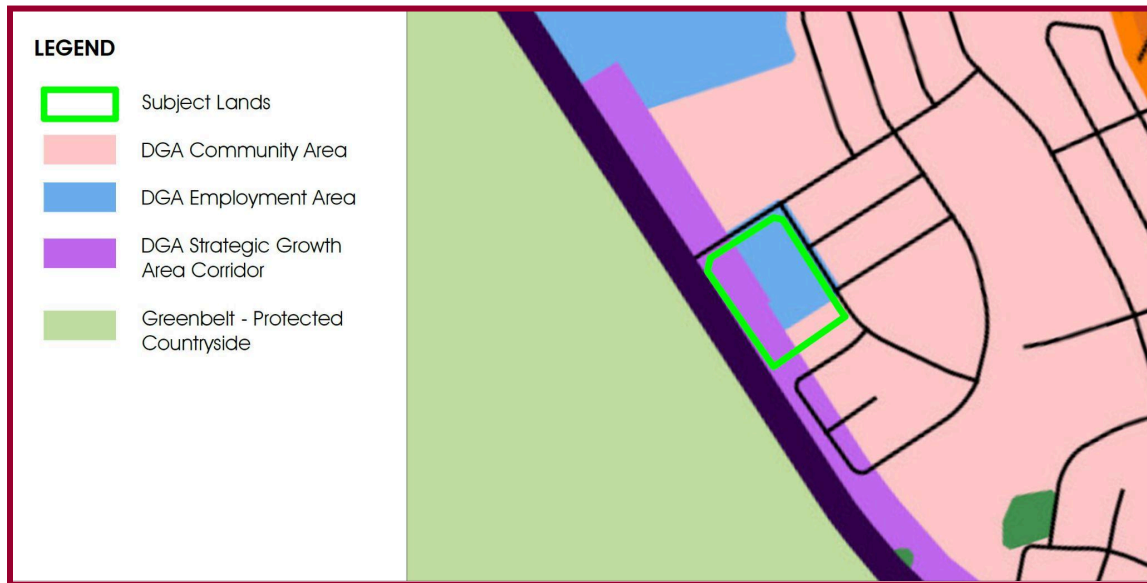 LEGEND
Subject Lands
DGA Community Area
DGA Employment Area
DGA Strategic Growth
Area Corridor
Greenbelt - Protected
Countryside